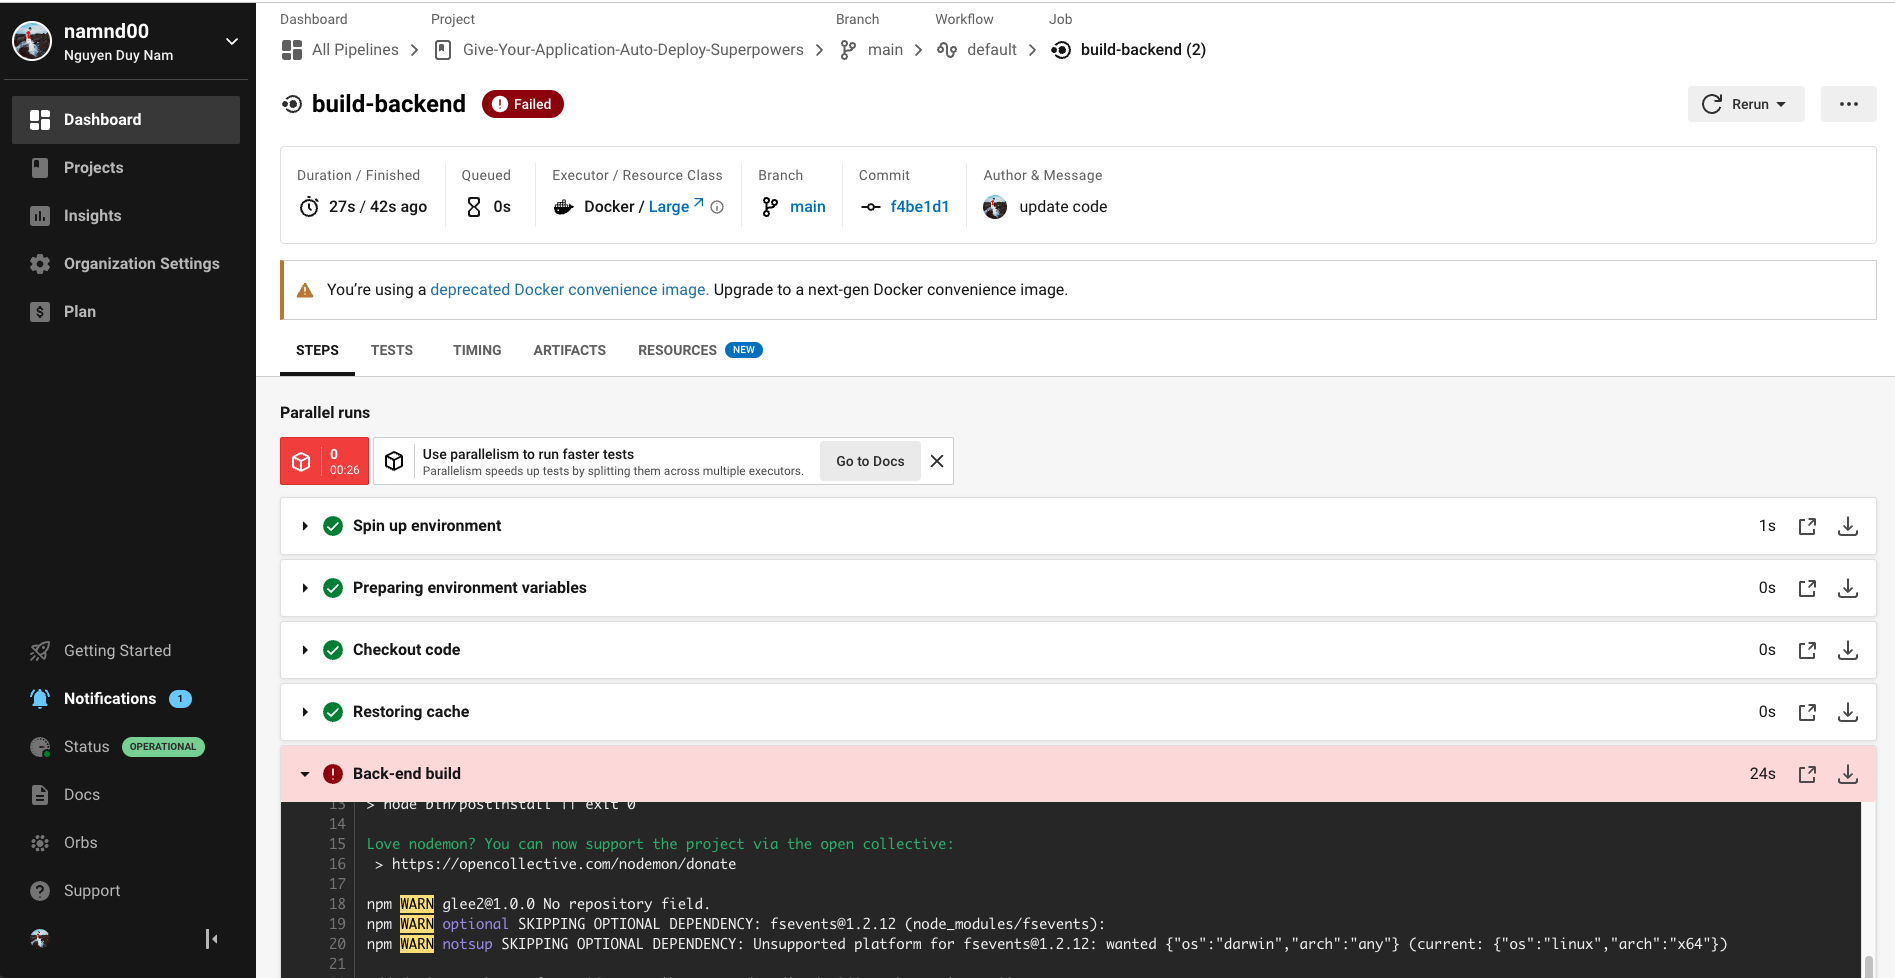 namnd00
Nguyen Duy Nam
Dashboard
Projects
Insights
Organization Settings
Plan
Getting Started
Notifications 1
Status OPERATIONAL
Docs
Orbs
Support
Dashboard Project Branch Workflow Job
All Pipelines Give-Your-Application-Auto-Deploy-Superpowers main default build-backend (2)
build-backend Failed
Rerun
Duration / Finished Queued Executor / Resource Class Branch Commit Author & Message
27s / 42s ago 0s Docker / Large main f4be1d1 update code
You’re using a deprecated Docker convenience image. Upgrade to a next-gen Docker convenience image.
STEPS TESTS TIMING ARTIFACTS RESOURCES NEW
Parallel runs
0
00:26
Use parallelism to run faster tests
Parallelism speeds up tests by splitting them across multiple executors.
Go to Docs
Spin up environment 1s
Preparing environment variables 0s
Checkout code 0s
Restoring cache 0s
Back-end build 24s
13 > node bin/postinstall || exit 0
14
15 Love nodemon? You can now support the project via the open collective:
16 > https://opencollective.com/nodemon/donate
17
18 npm WARN glee2@1.0.0 No repository field.
19 npm WARN optional SKIPPING OPTIONAL DEPENDENCY: fsevents@1.2.12 (node_modules/fsevents):
20 npm WARN notsup SKIPPING OPTIONAL DEPENDENCY: Unsupported platform for fsevents@1.2.12: wanted {"os":"darwin","arch":"any"} (current: {"os":"linux","arch":"x64"})
21